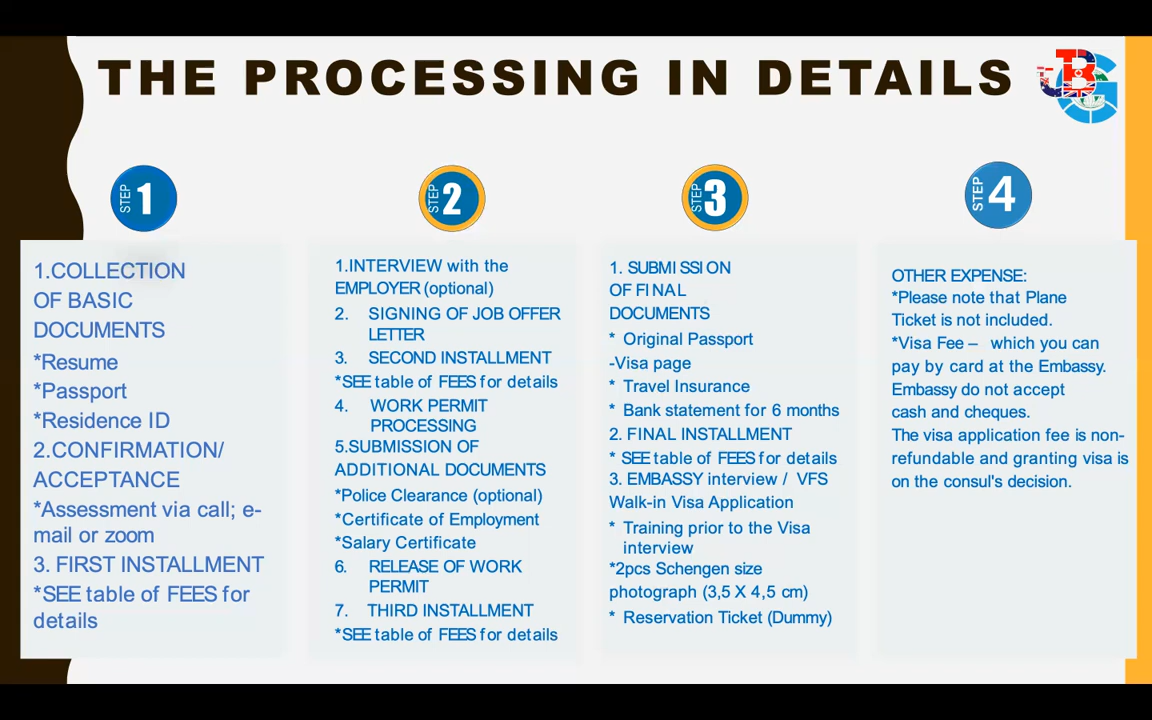 THE PROCESSING IN DETAILS
STEP 1
1.COLLECTION
OF BASIC
DOCUMENTS
*Resume
*Passport
*Residence ID
2.CONFIRMATION/
ACCEPTANCE
*Assessment via call; e-
mail or zoom
3. FIRST INSTALLMENT
*SEE table of FEES for
details
STEP 2
1.INTERVIEW with the
EMPLOYER (optional)
2. SIGNING OF JOB OFFER
LETTER
3. SECOND INSTALLMENT
*SEE table of FEES for details
4. WORK PERMIT
PROCESSING
5.SUBMISSION OF
ADDITIONAL DOCUMENTS
*Police Clearance (optional)
*Certificate of Employment
*Salary Certificate
6. RELEASE OF WORK
PERMIT
7. THIRD INSTALLMENT
*SEE table of FEES for details
STEP 3
1. SUBMISSION
OF FINAL
DOCUMENTS
* Original Passport
-Visa page
* Travel Insurance
* Bank statement for 6 months
2. FINAL INSTALLMENT
* SEE table of FEES for details
3. EMBASSY interview / VFS
Walk-in Visa Application
* Training prior to the Visa
interview
*2pcs Schengen size
photograph (3,5 X 4,5 cm)
* Reservation Ticket (Dummy)
STEP 4
OTHER EXPENSE:
*Please note that Plane
Ticket is not included.
*Visa Fee – which you can
pay by card at the Embassy.
Embassy do not accept
cash and cheques.
The visa application fee is non-
refundable and granting visa is
on the consul's decision.